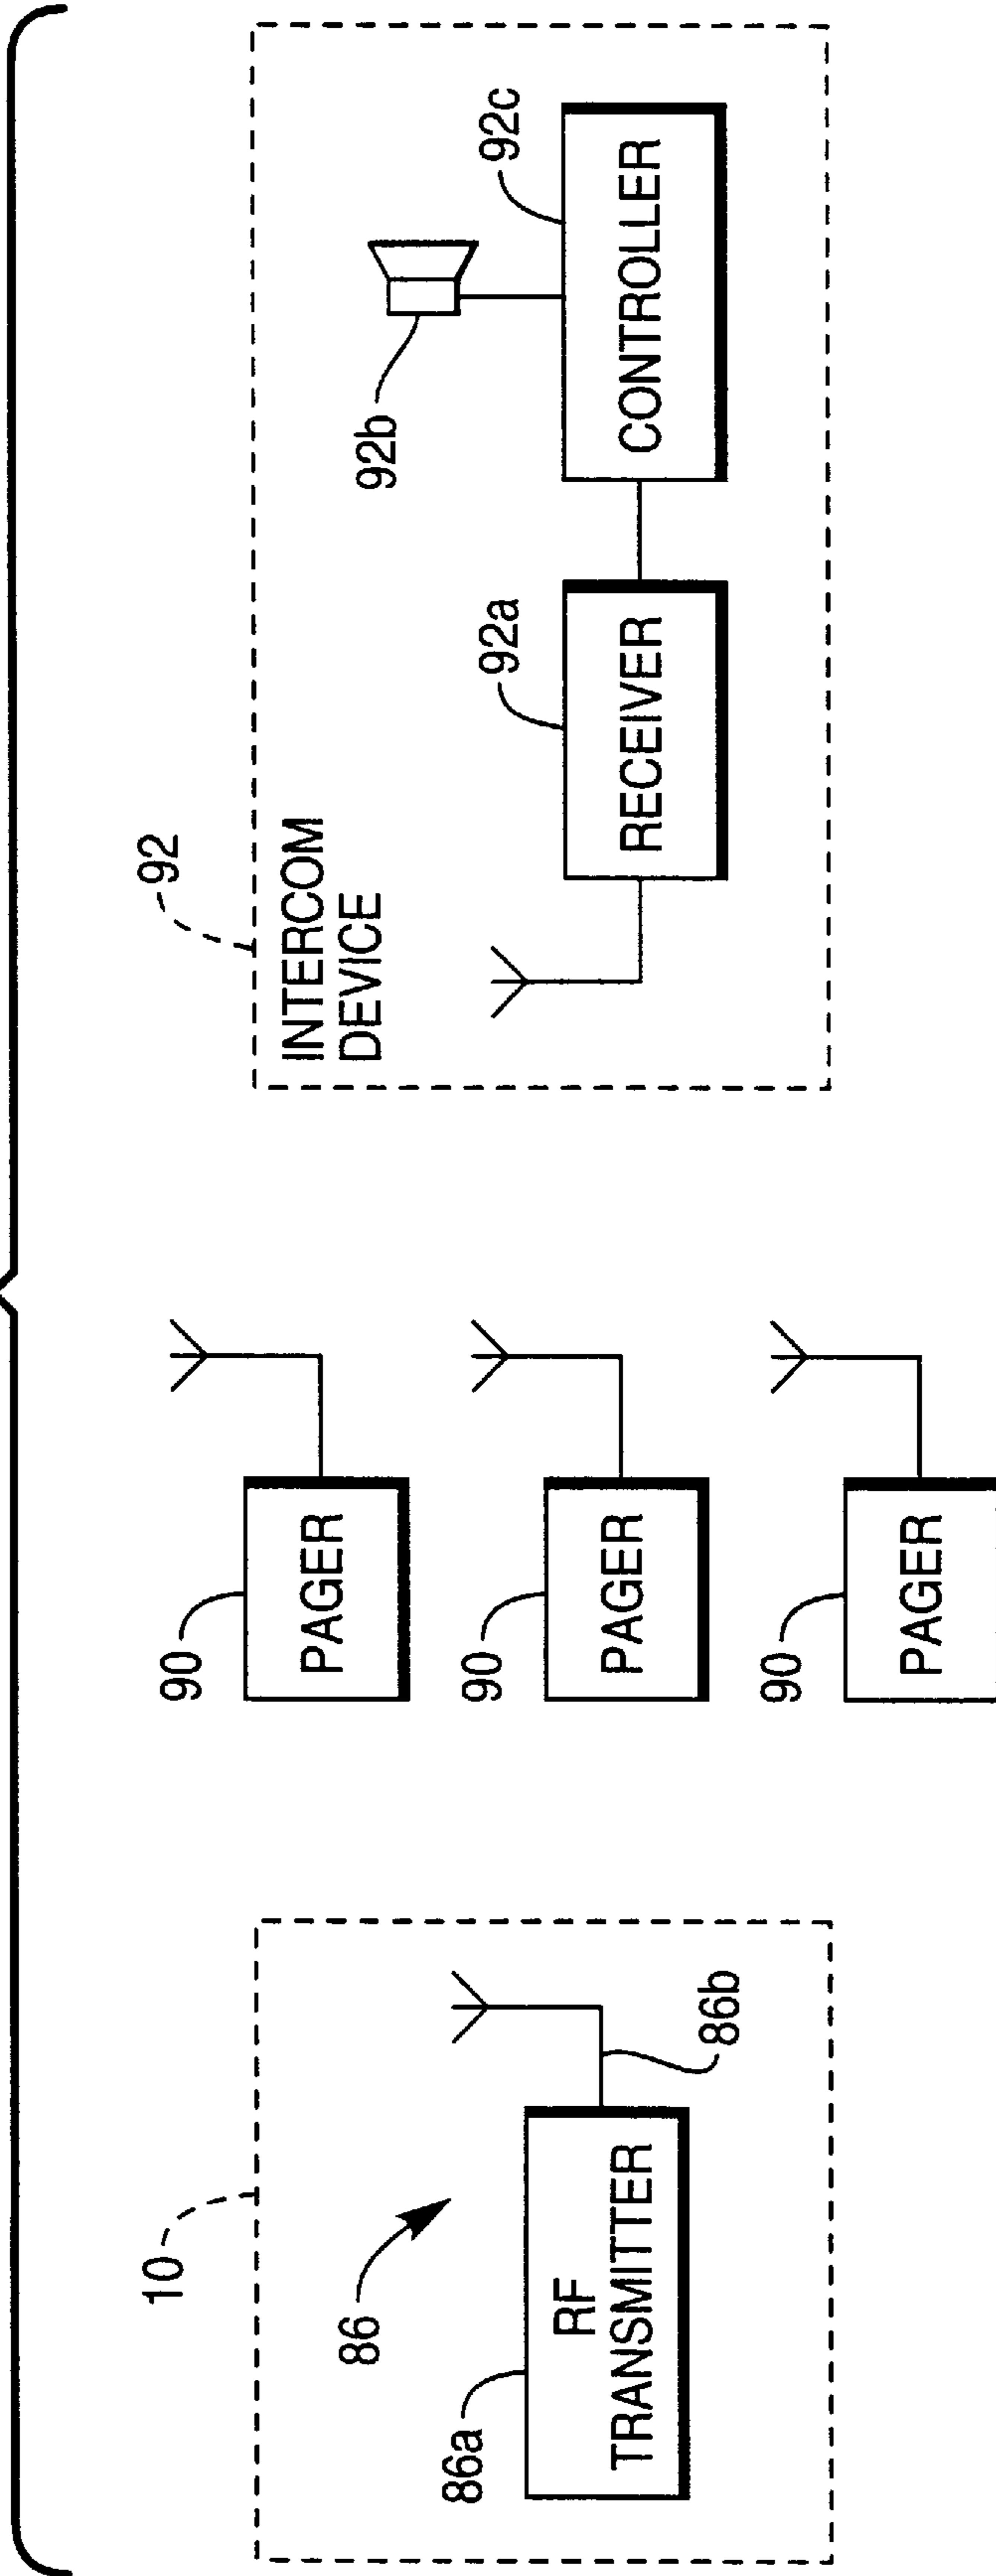 10
86
86a
RF
TRANSMITTER
86b
90
PAGER
90
PAGER
90
PAGER
92
INTERCOM
DEVICE
92a
RECEIVER
92b
92c
CONTROLLER